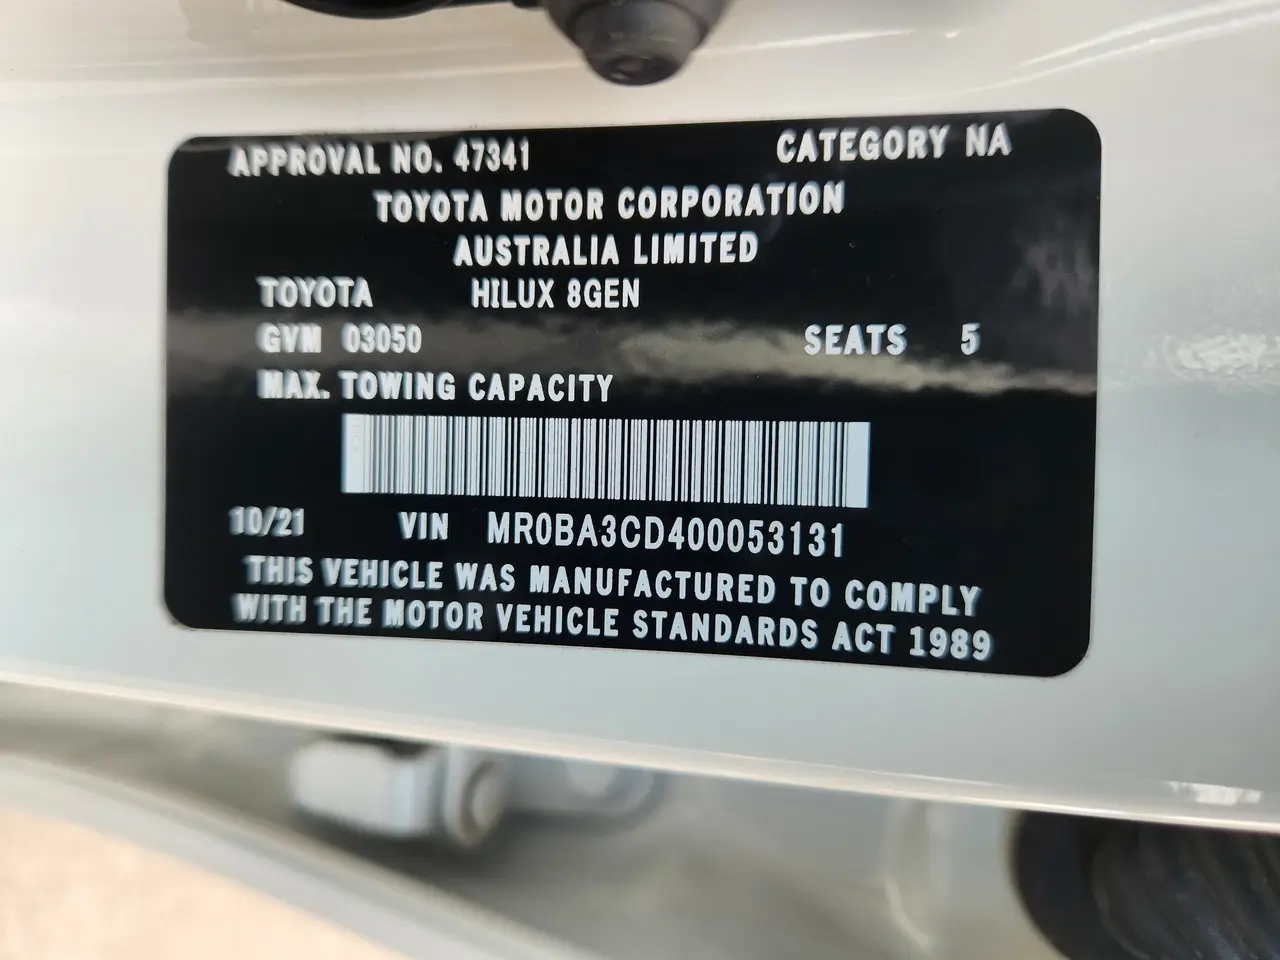 APPROVAL NO. 47341 CATEGORY NA
TOYOTA MOTOR CORPORATION
AUSTRALIA LIMITED
TOYOTA HILUX 8GEN
GVM 03050 SEATS 5
MAX. TOWING CAPACITY
10/21 VIN MR0BA3CD400053131
THIS VEHICLE WAS MANUFACTURED TO COMPLY
WITH THE MOTOR VEHICLE STANDARDS ACT 1989